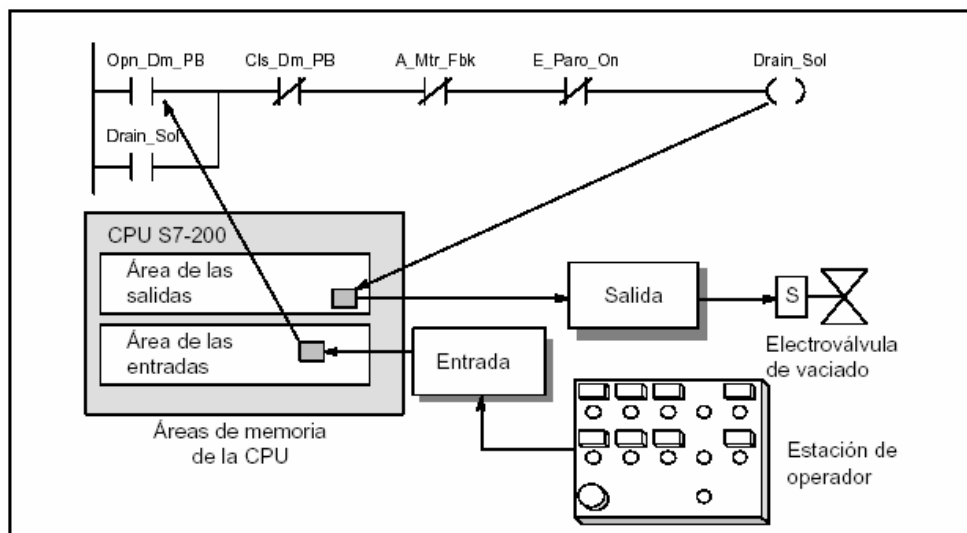 Opn_Dm_PB Cls_Dm_PB A_Mtr_Fbk E_Paro_On Drain_Sol
Drain_Sol
CPU S7-200
Área de las
salidas
Salida
S
Área de las
entradas
Entrada
Electroválvula
de vaciado
Áreas de memoria
de la CPU
Estación de
operador